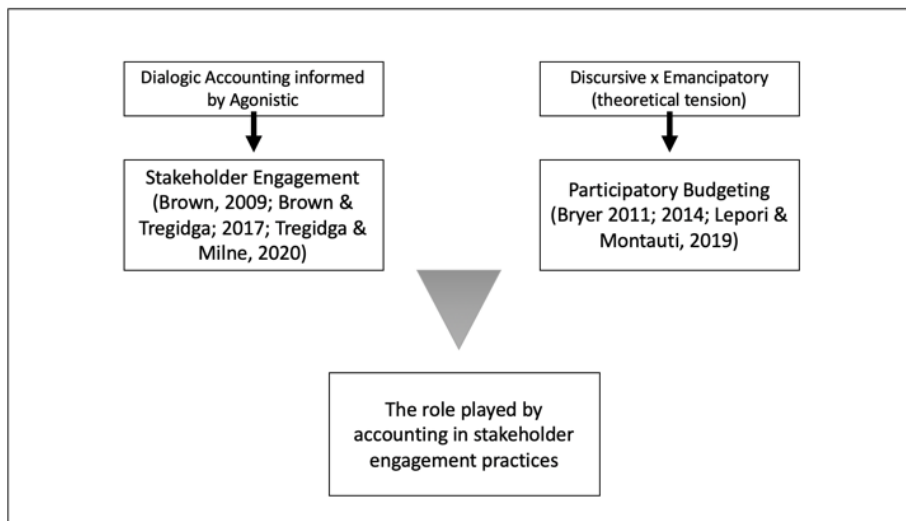 Dialogic Accounting informed
by Agonistic
Discursive x Emancipatory
(theoretical tension)
Stakeholder Engagement
(Brown, 2009; Brown &
Tregidga; 2017; Tregidga &
Milne, 2020)
Participatory Budgeting
(Bryer 2011; 2014; Lepori &
Montauti, 2019)
The role played by
accounting in stakeholder
engagement practices